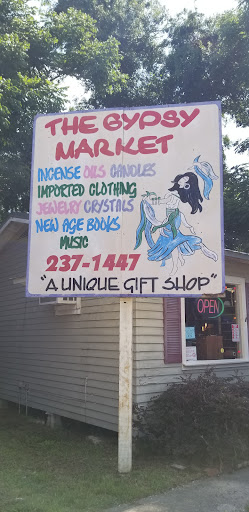 THE GYPSY
MARKET
INCENSE OILS CANDLES
IMPORTED CLOTHING
JEWELRY CRYSTALS
NEW AGE BOOKS
MUSIC
237-1447
"A UNIQUE GIFT SHOP"
OPEN